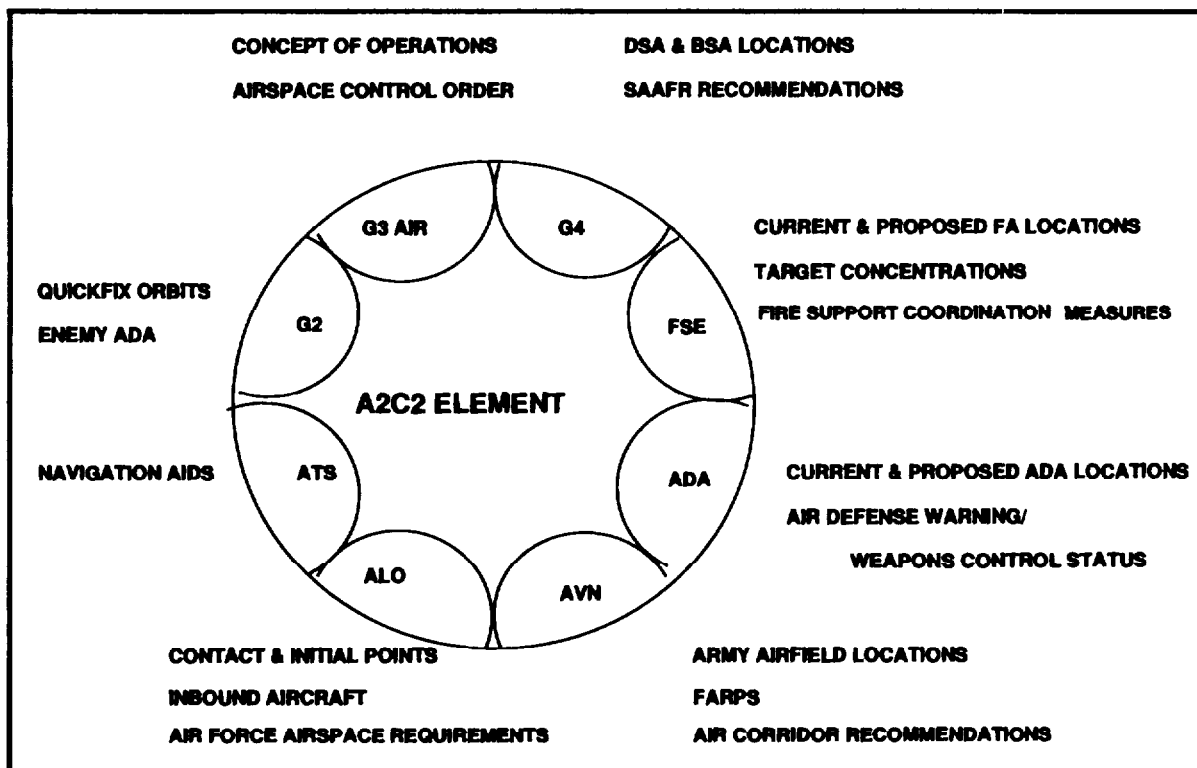 CONCEPT OF OPERATIONS
AIRSPACE CONTROL ORDER
DSA & BSA LOCATIONS
SAAFR RECOMMENDATIONS
G3 AIR
G4
CURRENT & PROPOSED FA LOCATIONS
TARGET CONCENTRATIONS
FIRE SUPPORT COORDINATION MEASURES
QUICKFIX ORBITS
ENEMY ADA
G2
FSE
A2C2 ELEMENT
NAVIGATION AIDS
ATS
ADA
CURRENT & PROPOSED ADA LOCATIONS
AIR DEFENSE WARNING/
WEAPONS CONTROL STATUS
ALO
AVN
CONTACT & INITIAL POINTS
INBOUND AIRCRAFT
AIR FORCE AIRSPACE REQUIREMENTS
ARMY AIRFIELD LOCATIONS
FARPS
AIR CORRIDOR RECOMMENDATIONS